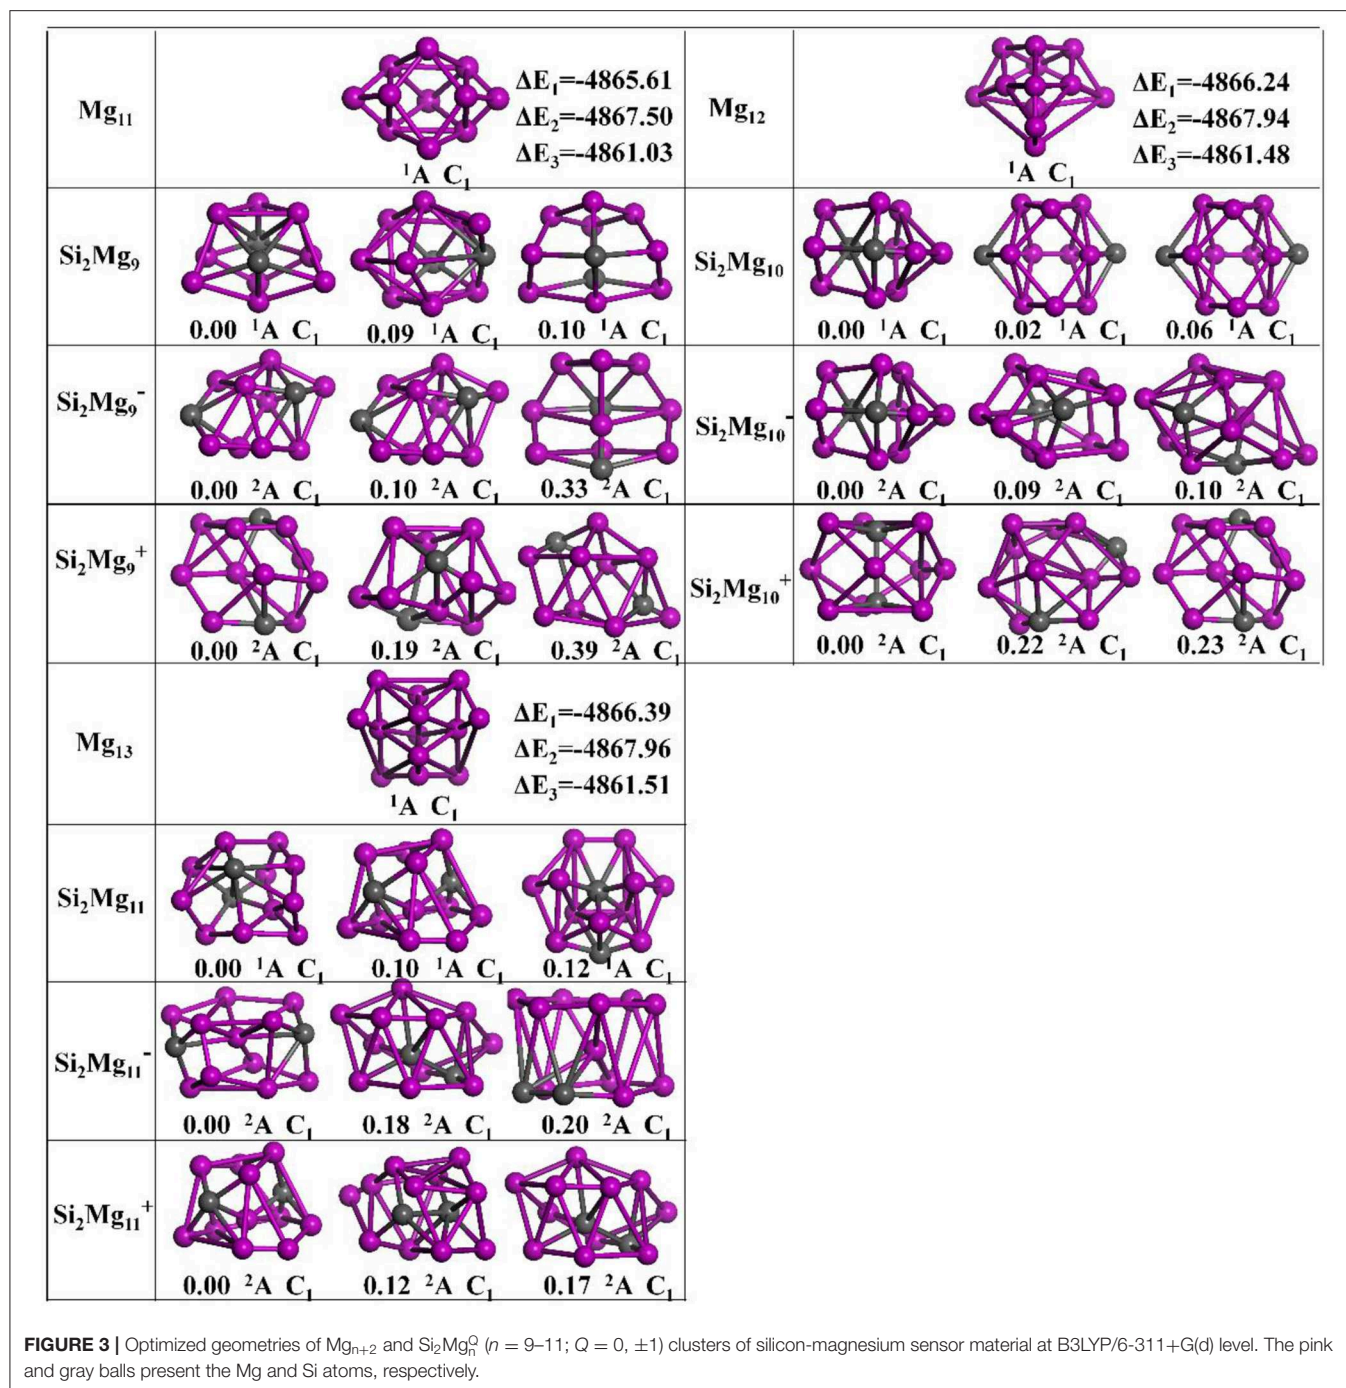 Mg₁₁
ΔE₁=-4865.61
ΔE₂=-4867.50
ΔE₃=-4861.03
¹A C₁
Mg₁₂
ΔE₁=-4866.24
ΔE₂=-4867.94
ΔE₃=-4861.48
¹A C₁
Si₂Mg₉
0.00 ¹A C₁ 0.09 ¹A C₁ 0.10 ¹A C₁
Si₂Mg₁₀
0.00 ¹A C₁ 0.02 ¹A C₁ 0.06 ¹A C₁
Si₂Mg₉⁻
0.00 ²A C₁ 0.10 ²A C₁ 0.33 ²A C₁
Si₂Mg₁₀⁻
0.00 ²A C₁ 0.09 ²A C₁ 0.10 ²A C₁
Si₂Mg₉⁺
0.00 ²A C₁ 0.19 ²A C₁ 0.39 ²A C₁
Si₂Mg₁₀⁺
0.00 ²A C₁ 0.22 ²A C₁ 0.23 ²A C₁
Mg₁₃
ΔE₁=-4866.39
ΔE₂=-4867.96
ΔE₃=-4861.51
¹A C₁
Si₂Mg₁₁
0.00 ¹A C₁ 0.10 ¹A C₁ 0.12 ¹A C₁
Si₂Mg₁₁⁻
0.00 ²A C₁ 0.18 ²A C₁ 0.20 ²A C₁
Si₂Mg₁₁⁺
0.00 ²A C₁ 0.12 ²A C₁ 0.17 ²A C₁
FIGURE 3 | Optimized geometries of Mgₙ₊₂ and Si₂Mgₙ^Q (n = 9–11; Q = 0, ±1) clusters of silicon-magnesium sensor material at B3LYP/6-311+G(d) level. The pink
and gray balls present the Mg and Si atoms, respectively.